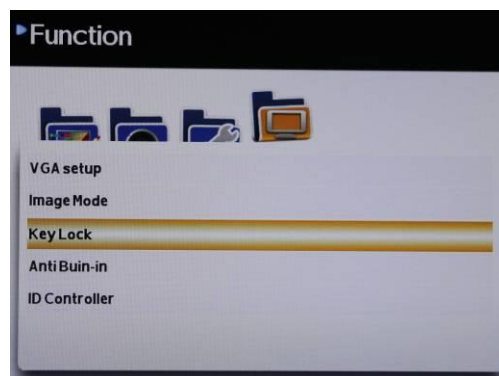 Function
VGA setup
Image Mode
Key Lock
Anti Buin-in
ID Controller